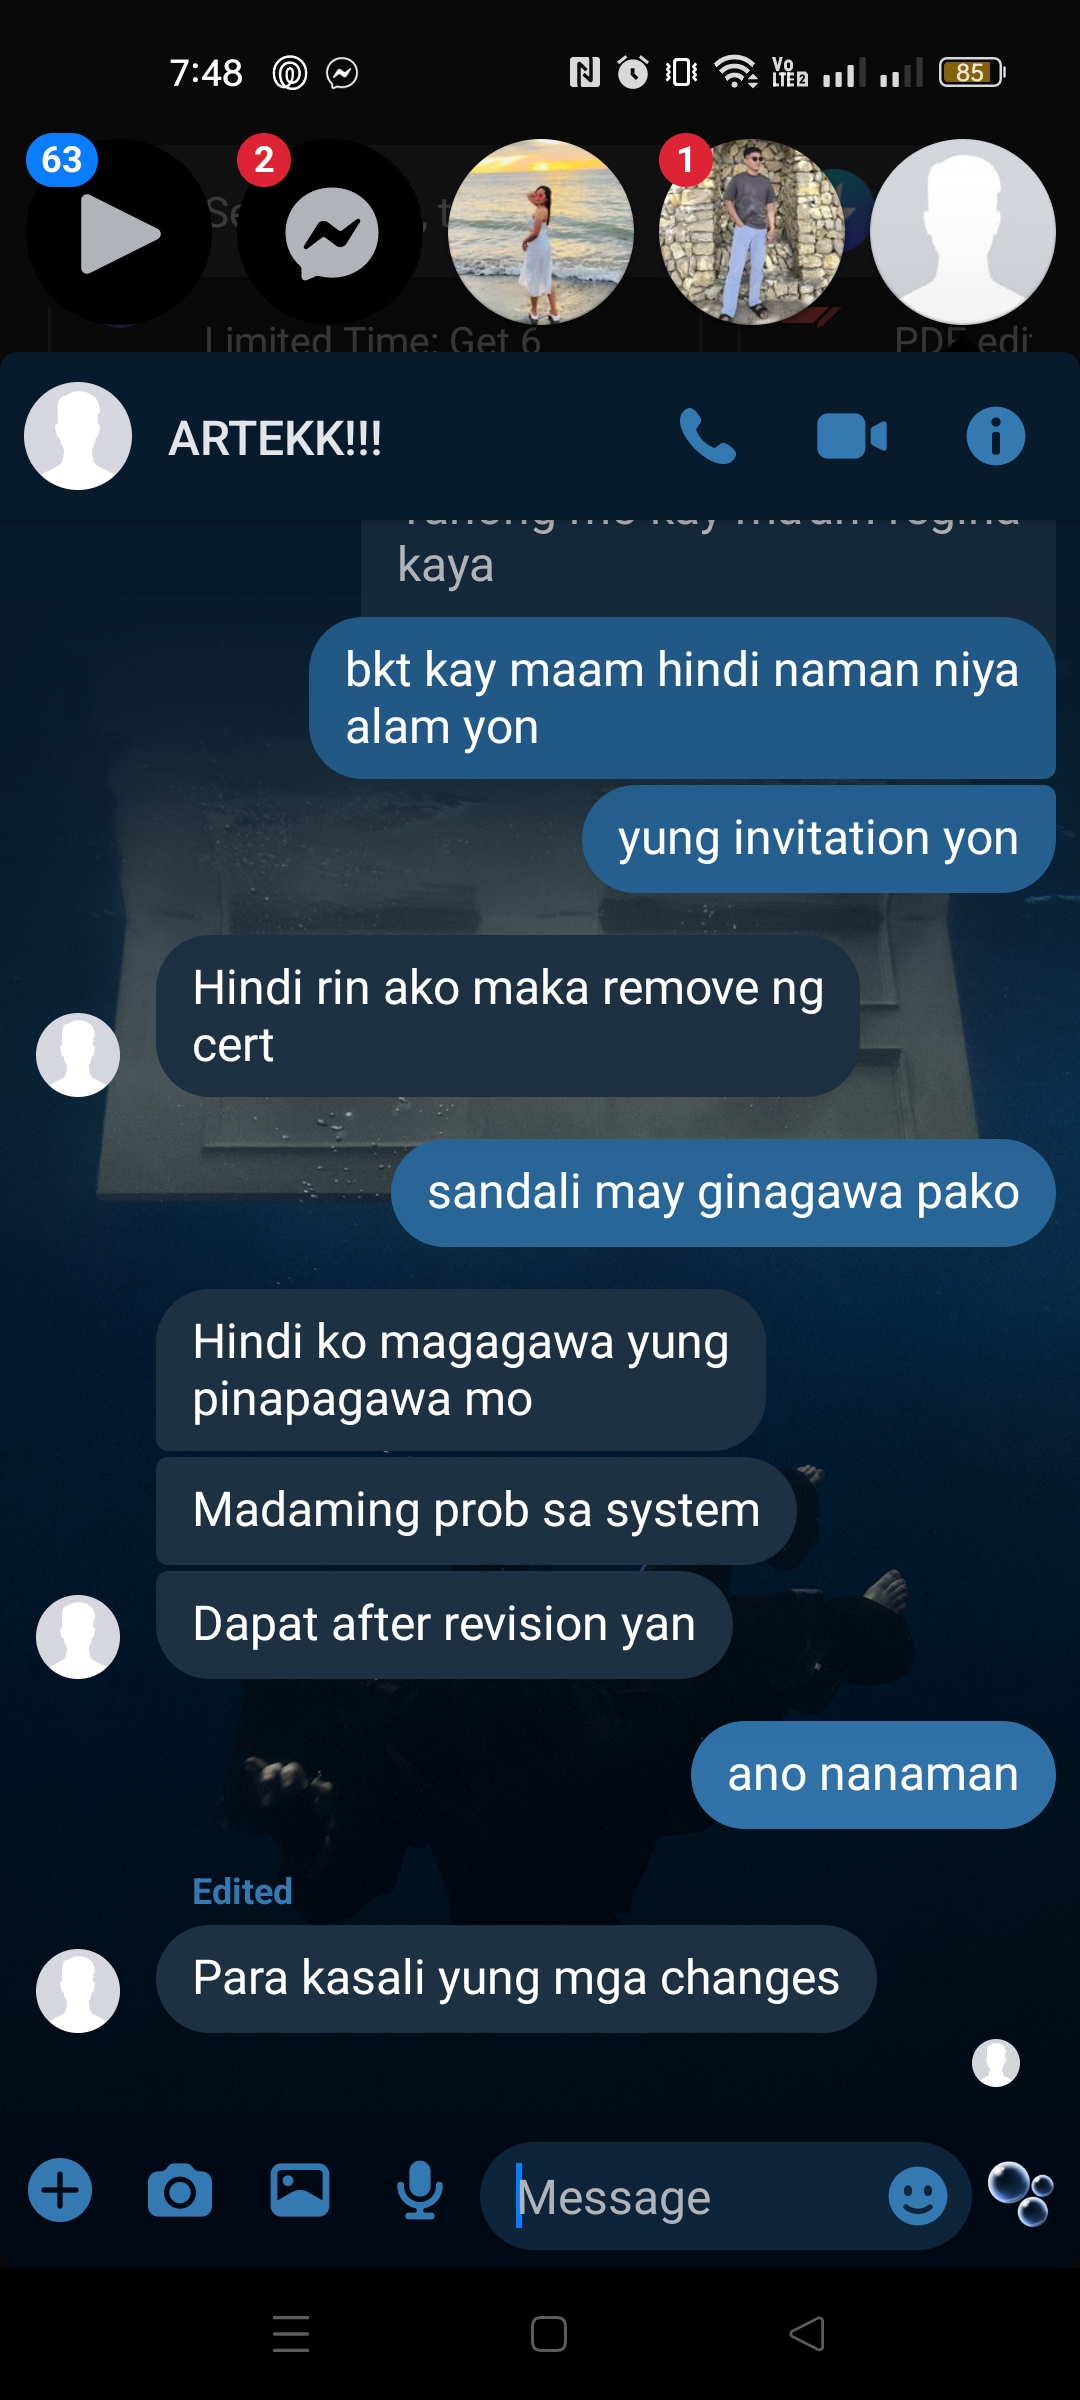 7:48
Vo
LTE 2
85
63
2
1
Se
, t
Limited Time: Get 6
PDF edi
ARTEKK!!!
kaya
bkt kay maam hindi naman niya
alam yon
yung invitation yon
Hindi rin ako maka remove ng
cert
sandali may ginagawa pako
Hindi ko magagawa yung
pinapagawa mo
Madaming prob sa system
Dapat after revision yan
ano nanaman
Edited
Para kasali yung mga changes
Message